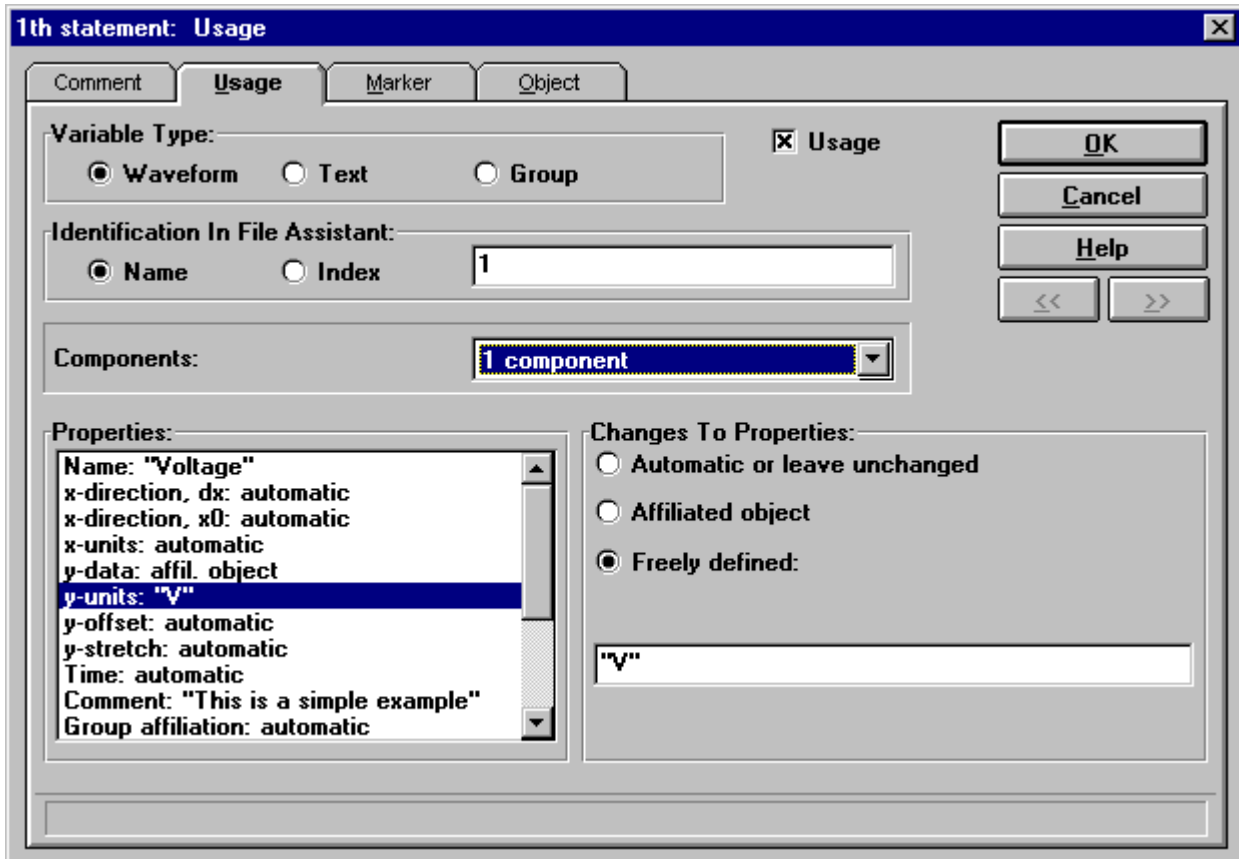 1th statement: Usage
Comment Usage Marker Object
Variable Type:
Waveform Text Group
Usage
OK
Cancel
Help
<< >>
Identification In File Assistant:
Name Index 1
Components: 1 component
Properties:
Name: "Voltage"
x-direction, dx: automatic
x-direction, x0: automatic
x-units: automatic
y-data: affil. object
y-units: "V"
y-offset: automatic
y-stretch: automatic
Time: automatic
Comment: "This is a simple example"
Group affiliation: automatic
Changes To Properties:
Automatic or leave unchanged
Affiliated object
Freely defined:
"V"